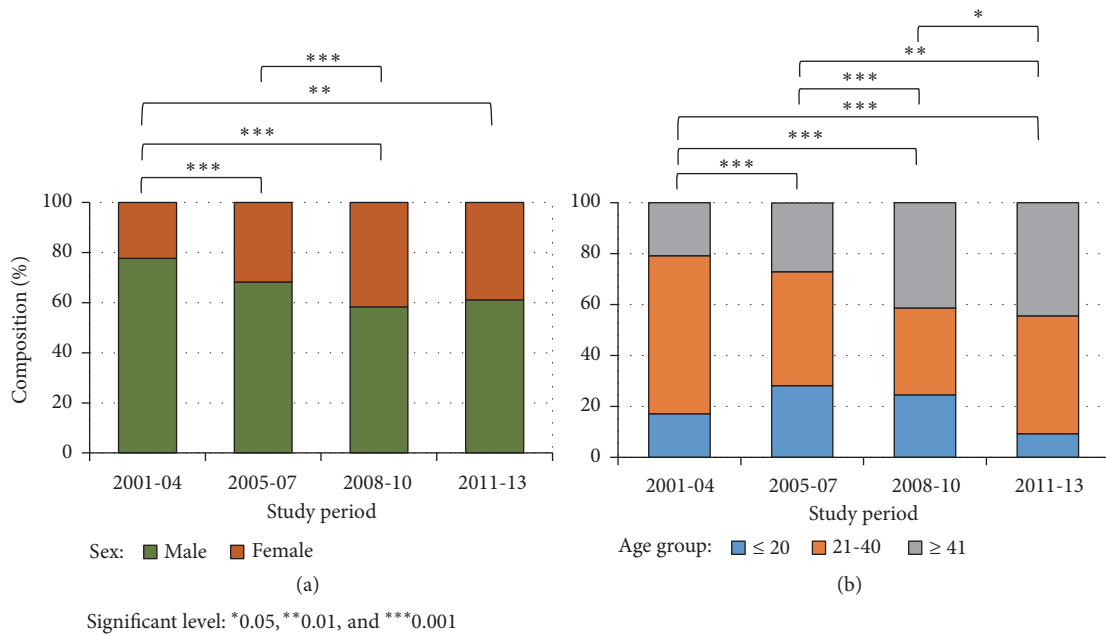 ***
**
***
***
100
80
60
40
20
0
Composition (%)
2001-04 2005-07 2008-10 2011-13
Study period
Sex: Male Female
(a)
*
**
***
***
***
***
100
80
60
40
20
0
2001-04 2005-07 2008-10 2011-13
Study period
Age group: ≤ 20 21-40 ≥ 41
(b)
Significant level: *0.05, **0.01, and ***0.001